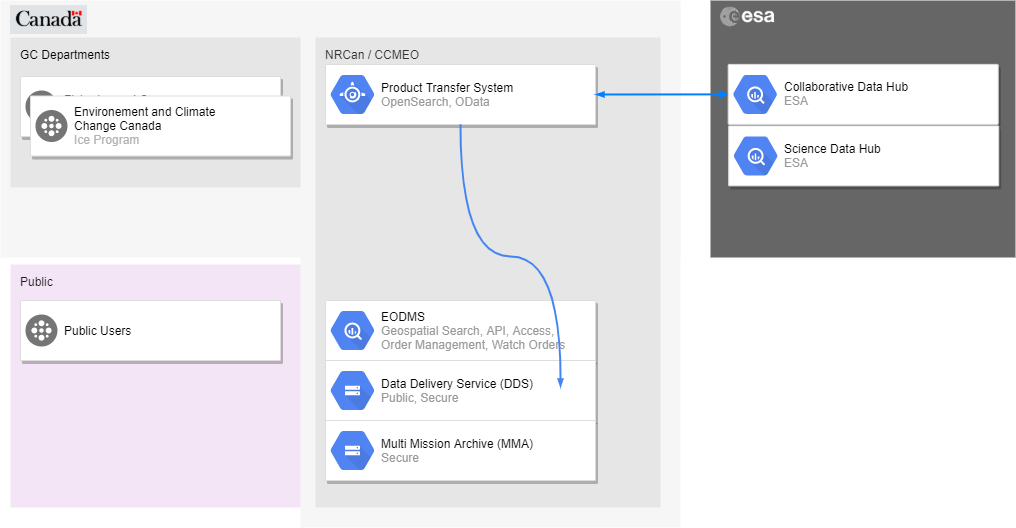 Canada
esa
GC Departments
Environement and Climate
Change Canada
Ice Program
NRCan / CCMEO
Product Transfer System
OpenSearch, OData
Collaborative Data Hub
ESA
Science Data Hub
ESA
Public
Public Users
EODMS
Geospatial Search, API, Access,
Order Management, Watch Orders
Data Delivery Service (DDS)
Public, Secure
Multi Mission Archive (MMA)
Secure